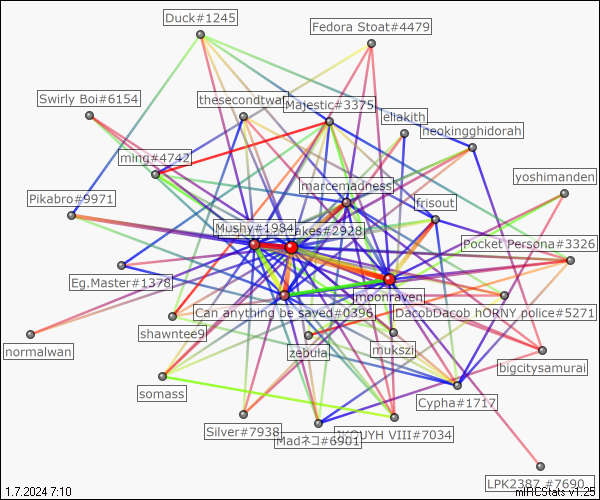 Duck#1245
Fedora Stoat#4479
Swirly Boi#6154
thesecondtwa
Majestic#3375
eliakith
neokingghidorah
ming#4742
yoshimanden
marcemadness
Pikabro#9971
frisout
Mushy#1984
akes#2928
Pocket Persona#3326
Eg.Master#1378
moonraven
Can anything be saved#0396
DacobDacob hORNY police#5271
shawntee9
normalwan
zebula
mukszi
bigcitysamurai
somass
Cypha#1717
Silver#7938
Madネコ#6901
KOUYH VIII#7034
LPK2387 #7690
1.7.2024 7:10
mIRCStats v1.25